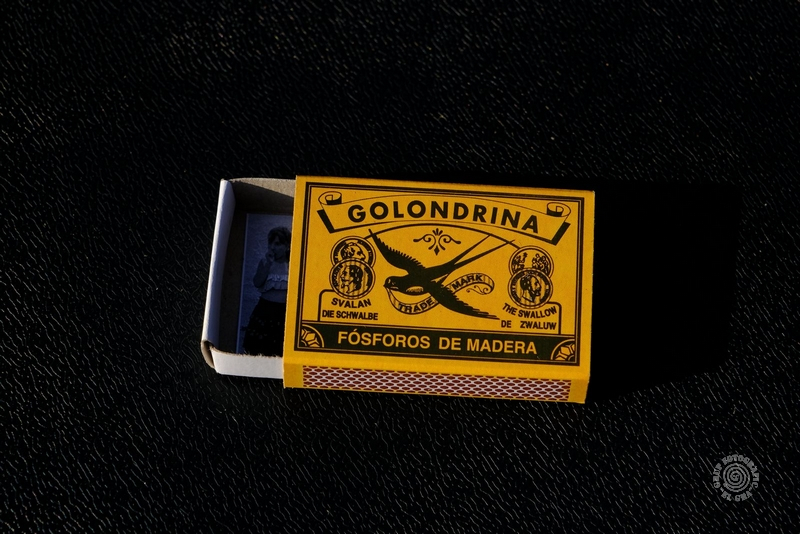 GOLONDRINA
TRADE MARK
SVALAN
DIE SCHWALBE
THE SWALLOW
DE ZWALUW
FÓSFOROS DE MADERA